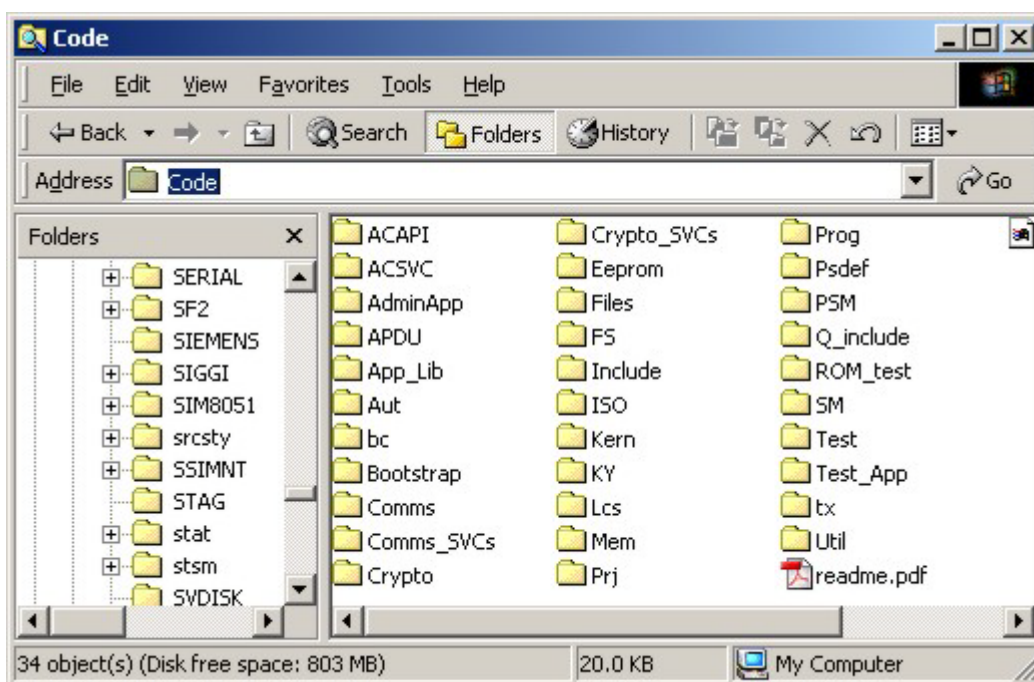 Code
File Edit View Favorites Tools Help
Back Search Folders History
Address Code Go
Folders
SERIAL
SF2
SIEMENS
SIGGI
SIM8051
srcsty
SSIMNT
STAG
stat
stsm
SVDISK
ACAPI
ACSVC
AdminApp
APDU
App_Lib
Aut
bc
Bootstrap
Comms
Comms_SVCs
Crypto
Crypto_SVCs
Eeprom
Files
FS
Include
ISO
Kern
KY
Lcs
Mem
Prj
Prog
Psdef
PSM
Q_include
ROM_test
SM
Test
Test_App
tx
Util
readme.pdf
34 object(s) (Disk free space: 803 MB) 20.0 KB My Computer